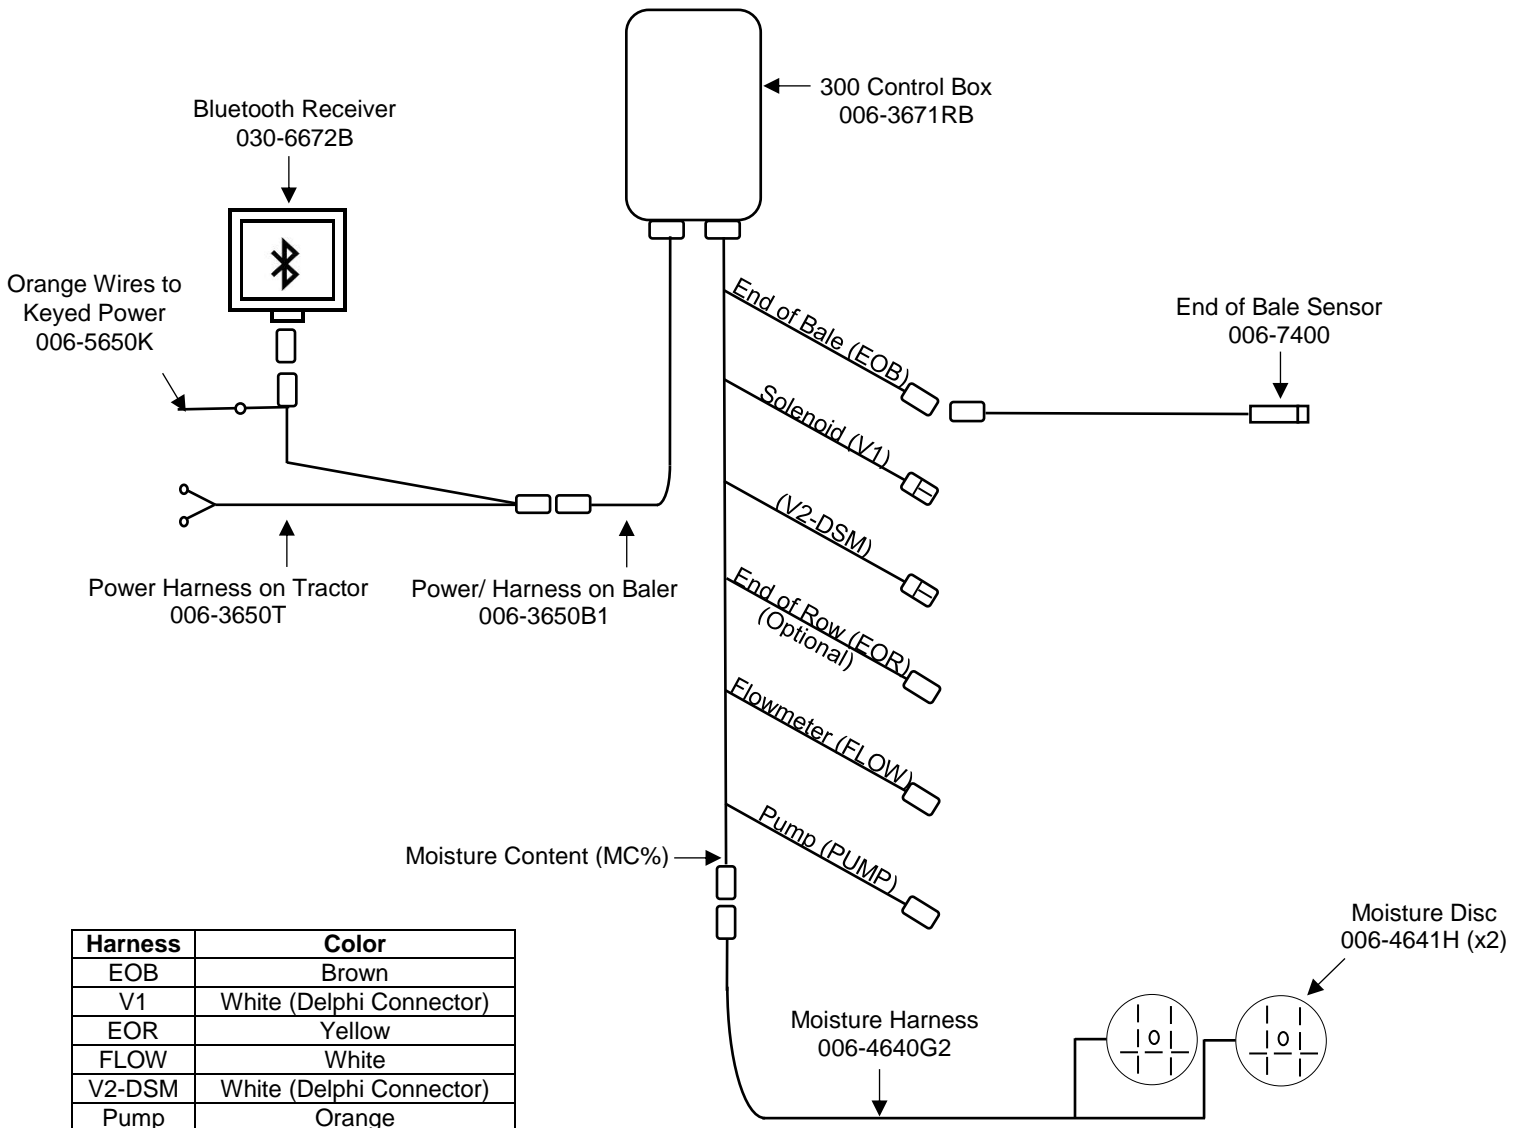 300 Control Box
006-3671RB
Bluetooth Receiver
030-6672B
Orange Wires to
Keyed Power
006-5650K
End of Bale Sensor
006-7400
End of Bale (EOB)
Solenoid (V1)
(V2-DSM)
End of Row (EOR)
(Optional)
Flowmeter (FLOW)
Pump (PUMP)
Power Harness on Tractor
006-3650T
Power/ Harness on Baler
006-3650B1
Moisture Content (MC%)
Moisture Disc
006-4641H (x2)
Moisture Harness
006-4640G2
Harness Color
EOB Brown
V1 White (Delphi Connector)
EOR Yellow
FLOW White
V2-DSM White (Delphi Connector)
Pump Orange